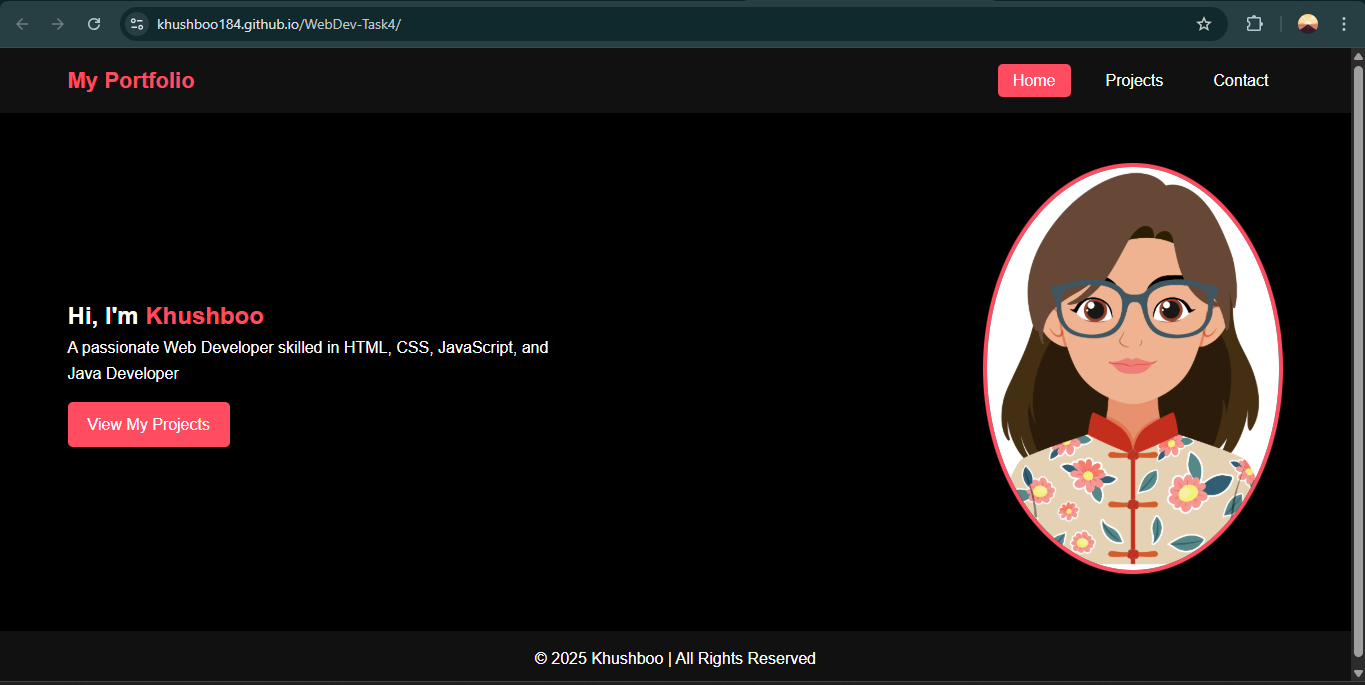 khushboo184.github.io/WebDev-Task4/
My Portfolio
Home
Projects
Contact
Hi, I'm Khushboo
A passionate Web Developer skilled in HTML, CSS, JavaScript, and
Java Developer
View My Projects
© 2025 Khushboo | All Rights Reserved